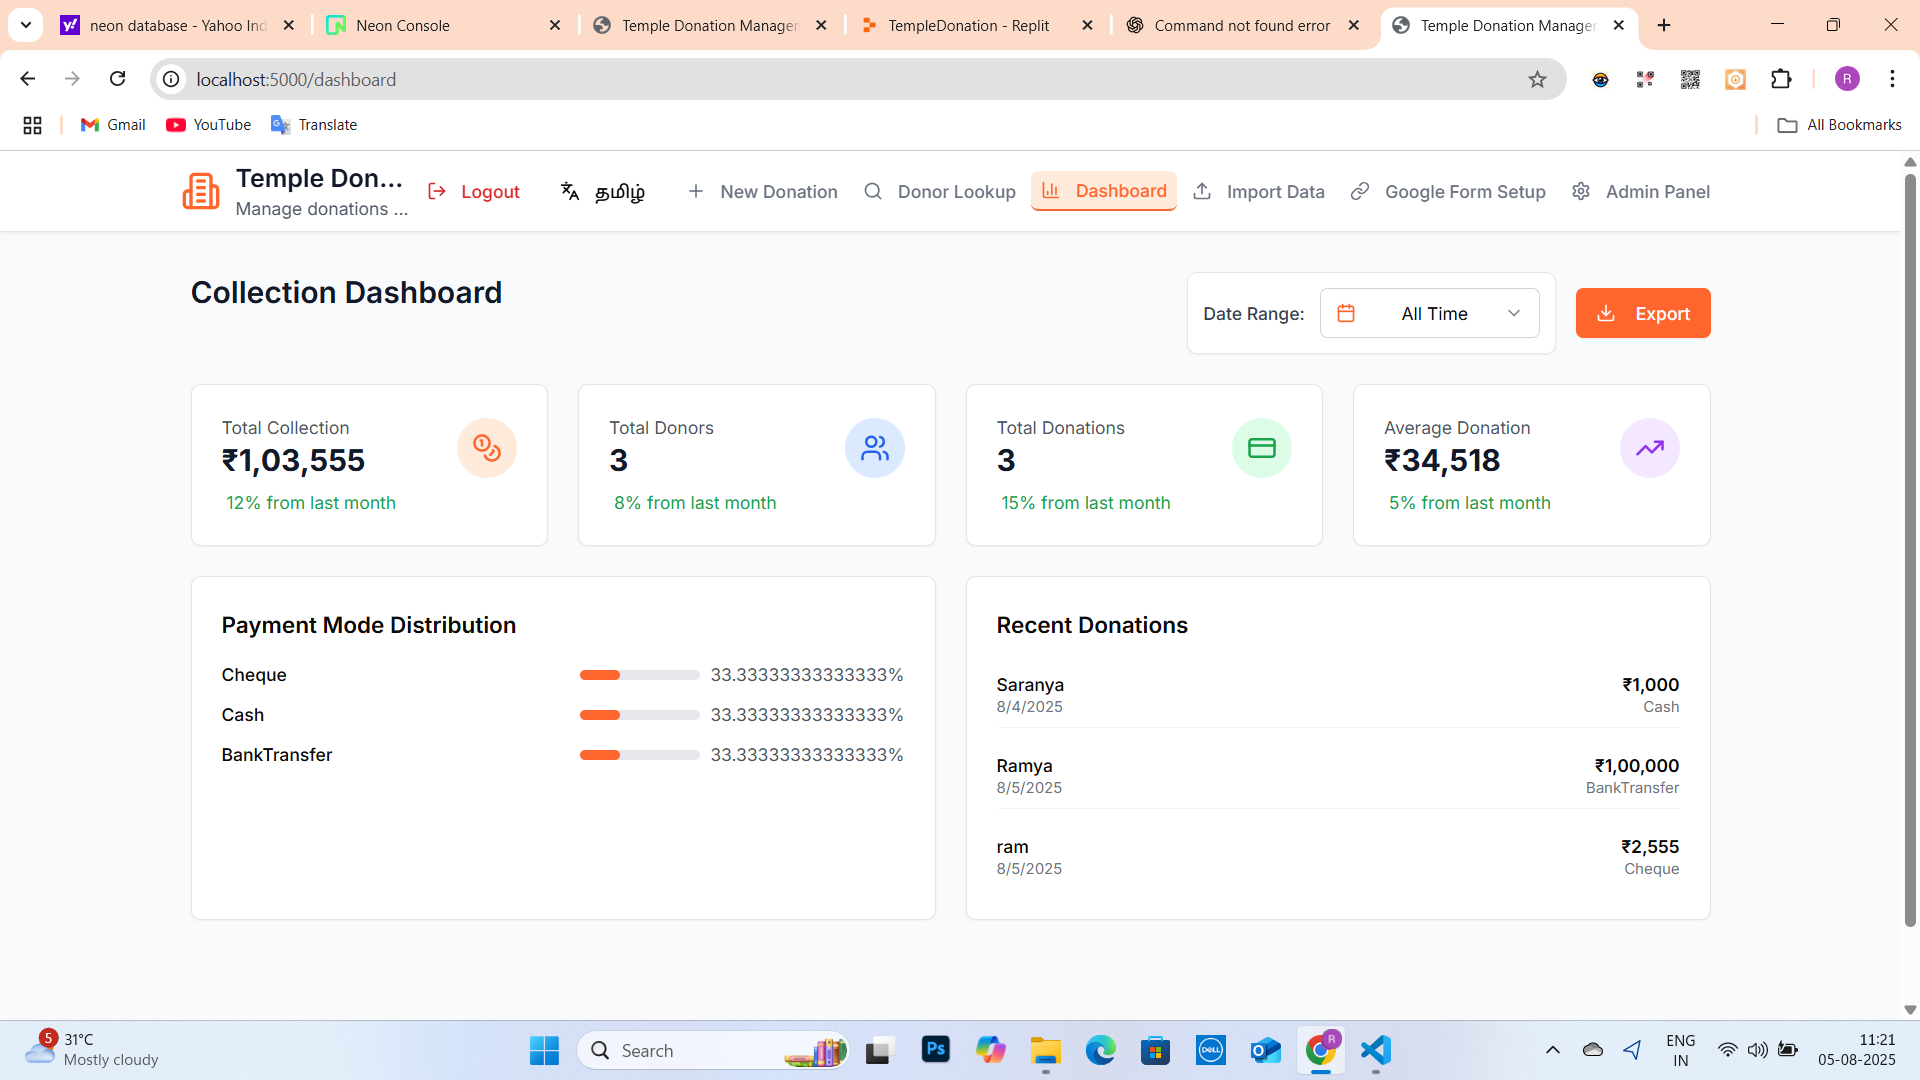 neon database - Yahoo Ind
Neon Console
Temple Donation Manager
TempleDonation - Replit
Command not found error
Temple Donation Manager
localhost:5000/dashboard
R
Gmail
YouTube
Translate
All Bookmarks
Temple Don...
Manage donations ...
Logout
தமிழ்
New Donation
Donor Lookup
Dashboard
Import Data
Google Form Setup
Admin Panel
Collection Dashboard
Date Range:
All Time
Export
Total Collection
₹1,03,555
12% from last month
Total Donors
3
8% from last month
Total Donations
3
15% from last month
Average Donation
₹34,518
5% from last month
Payment Mode Distribution
Cheque 33.33333333333333%
Cash 33.33333333333333%
BankTransfer 33.33333333333333%
Recent Donations
Saranya ₹1,000
8/4/2025 Cash
Ramya ₹1,00,000
8/5/2025 BankTransfer
ram ₹2,555
8/5/2025 Cheque
5
31°C
Mostly cloudy
Search
Ps
DELL
R
ENG
IN
11:21
05-08-2025